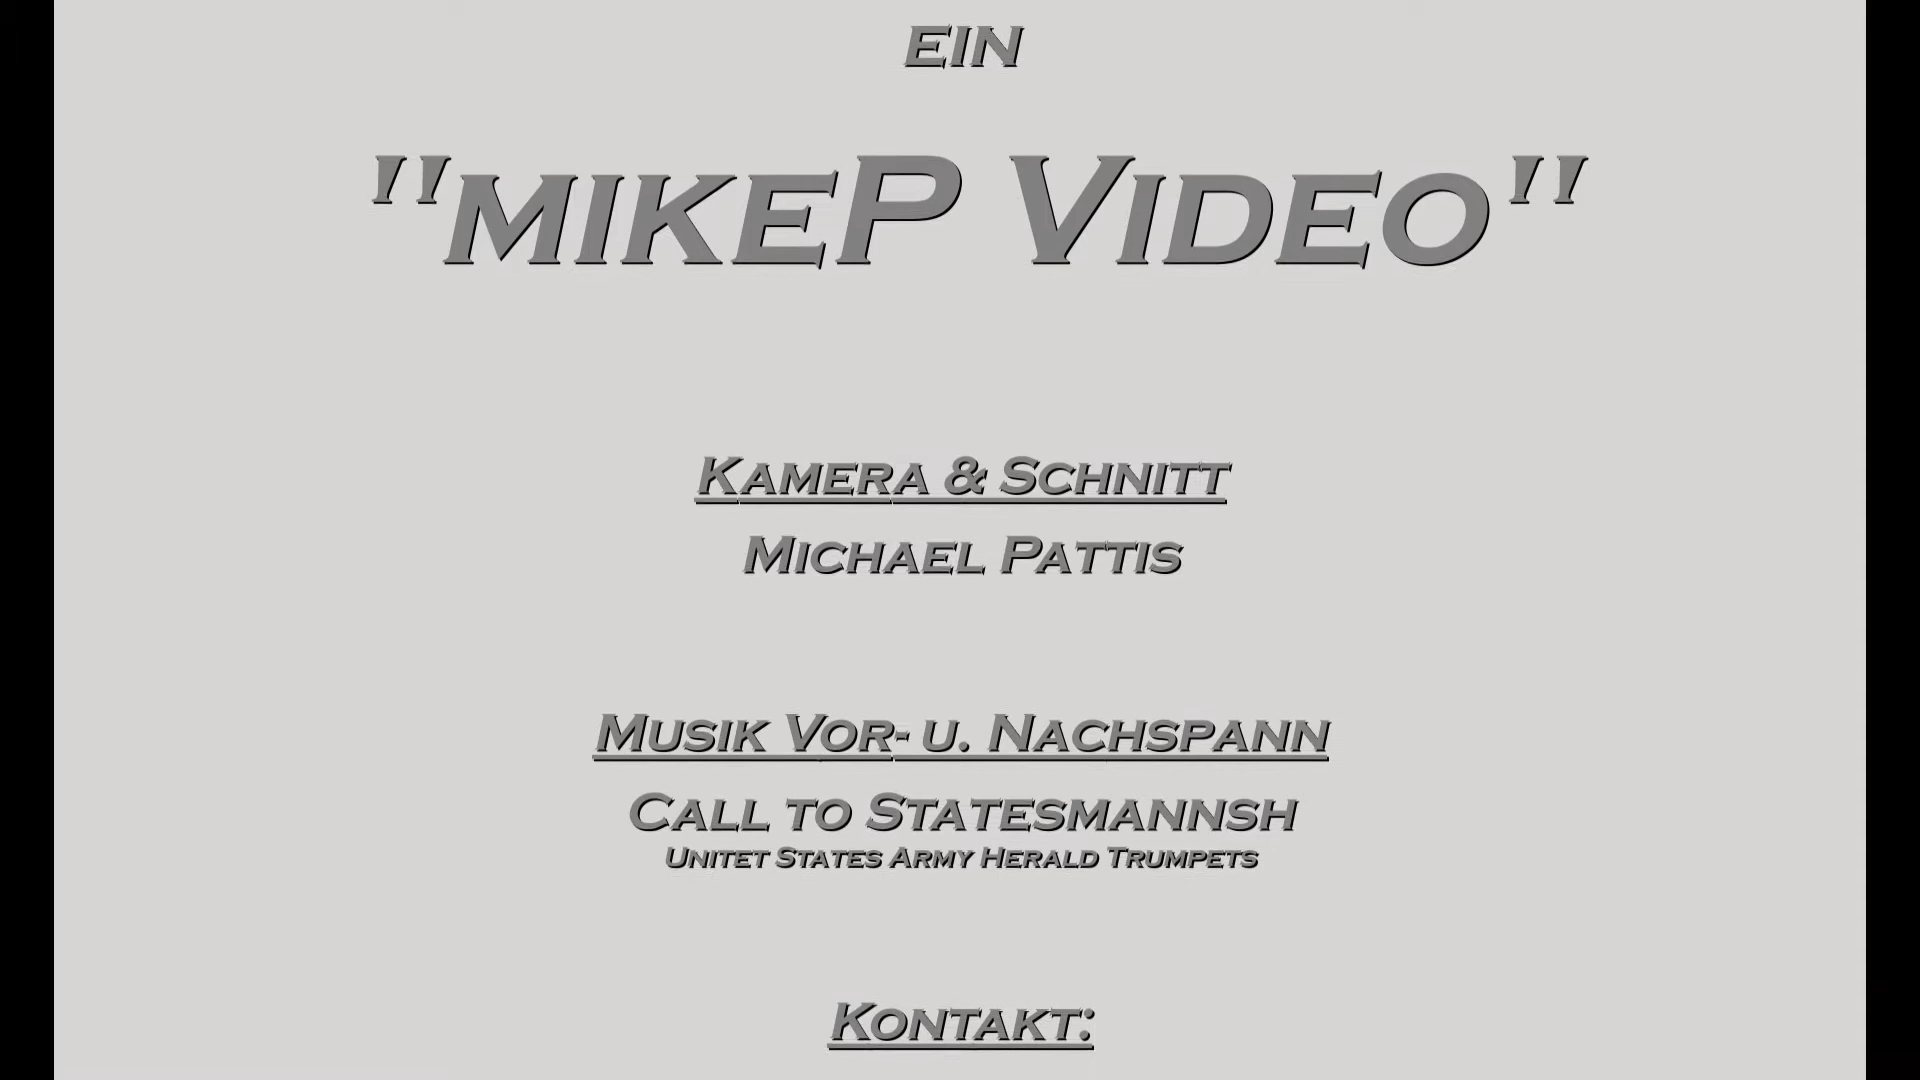 EIN
"MIKEP VIDEO"
KAMERA & SCHNITT
MICHAEL PATTIS
MUSIK VOR- U. NACHSPANN
CALL TO STATESMANNSH
UNITET STATES ARMY HERALD TRUMPETS
KONTAKT: